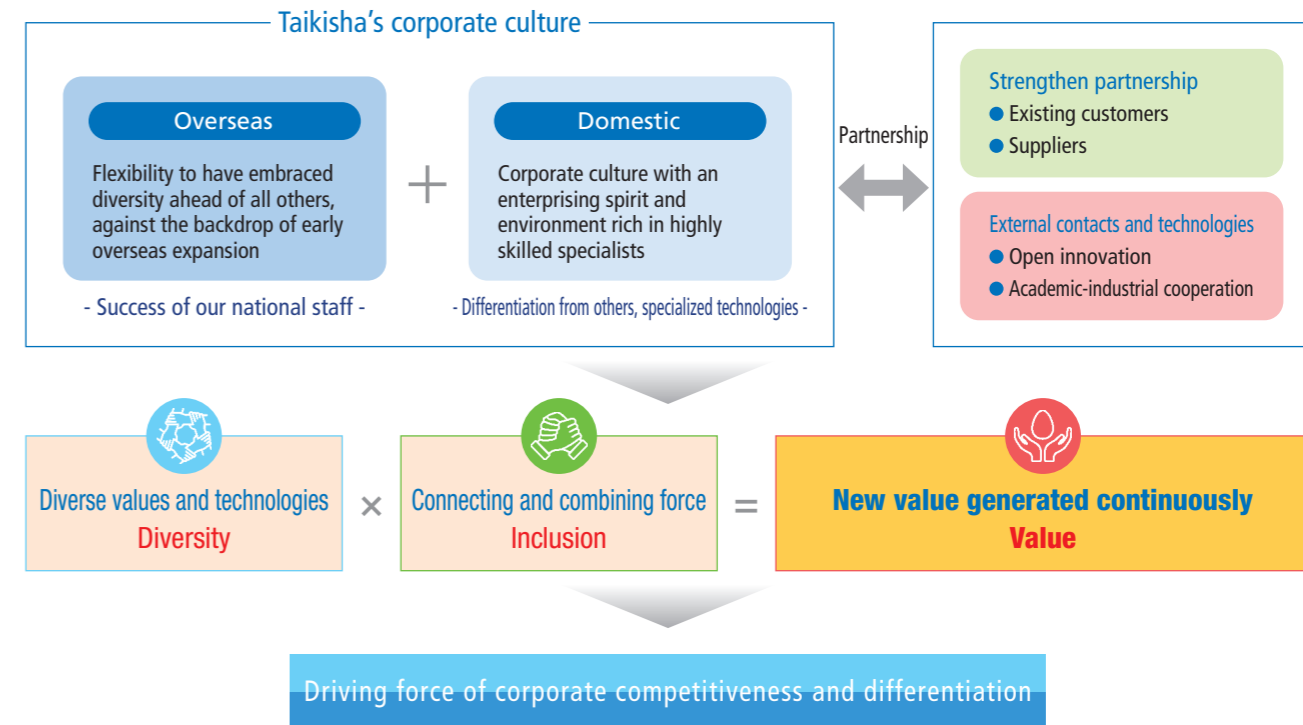 Taikisha's corporate culture
Overseas
Flexibility to have embraced
diversity ahead of all others,
against the backdrop of early
overseas expansion
- Success of our national staff -
+
Domestic
Corporate culture with an
enterprising spirit and
environment rich in highly
skilled specialists
- Differentiation from others, specialized technologies -
Partnership
Strengthen partnership
● Existing customers
● Suppliers
External contacts and technologies
● Open innovation
● Academic-industrial cooperation
Diverse values and technologies
Diversity
×
Connecting and combining force
Inclusion
=
New value generated continuously
Value
Driving force of corporate competitiveness and differentiation